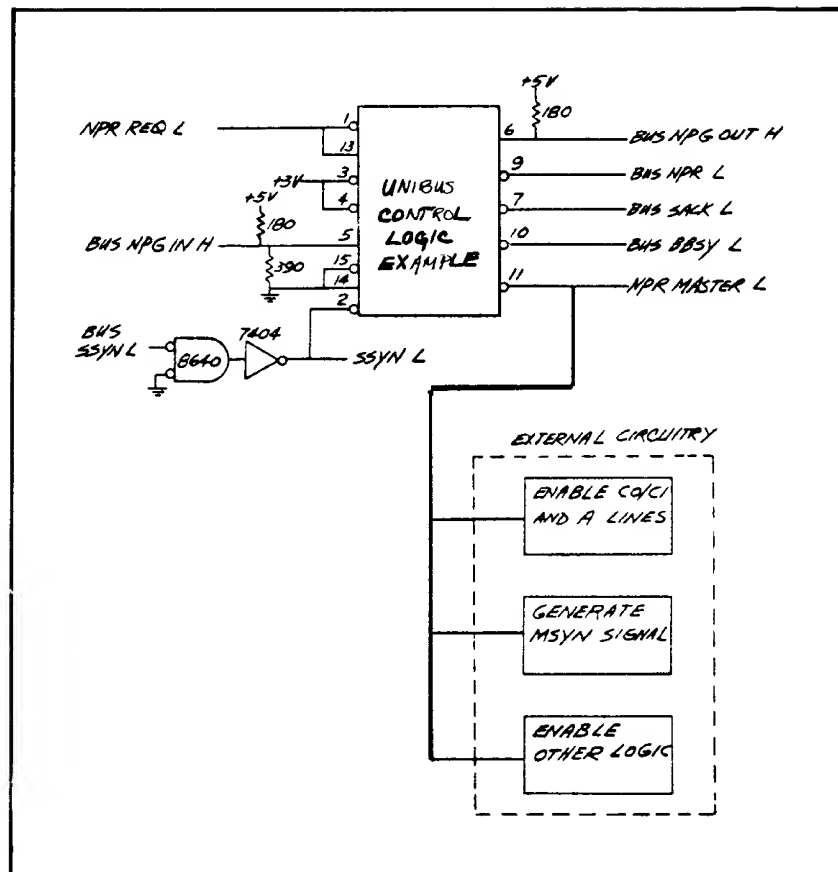 +5V
180
NPR REQ L
1
13
6
BUS NPG OUT H
9
BUS NPR L
+3V
3
4
7
BUS SACK L
UNIBUS
CONTROL
LOGIC
EXAMPLE
+5V
180
BUS NPG IN H
5
10
BUS BBSY L
390
15
14
11
NPR MASTER L
2
BUS
SSYN L
8640
7404
SSYN L
EXTERNAL CIRCUITRY
ENABLE C0/C1
AND A LINES
GENERATE
MSYN SIGNAL
ENABLE
OTHER LOGIC